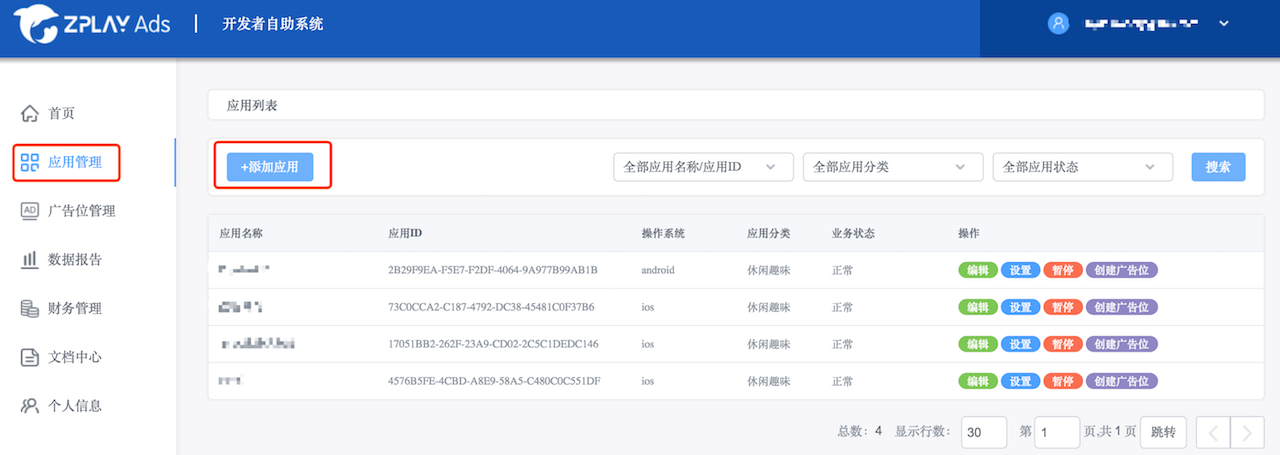 ZPLAY Ads | 开发者自助系统
首页
应用管理
AD 广告位管理
数据报告
财务管理
文档中心
个人信息
应用列表
+添加应用 全部应用名称/应用ID 全部应用分类 全部应用状态 搜索
应用名称 应用ID 操作系统 应用分类 业务状态 操作
2B29F9EA-F5E7-F2DF-4064-9A977B99AB1B android 休闲趣味 正常 编辑 设置 暂停 创建广告位
73C0CCA2-C187-4792-DC38-45481C0F37B6 ios 休闲趣味 正常 编辑 设置 暂停 创建广告位
17051BB2-262F-23A9-CD02-2C5C1DEDC146 ios 休闲趣味 正常 编辑 设置 暂停 创建广告位
4576B5FE-4CBD-A8E9-58A5-C480C0C551DF ios 休闲趣味 正常 编辑 设置 暂停 创建广告位
总数: 4 显示行数: 30 第 1 页,共 1 页 跳转